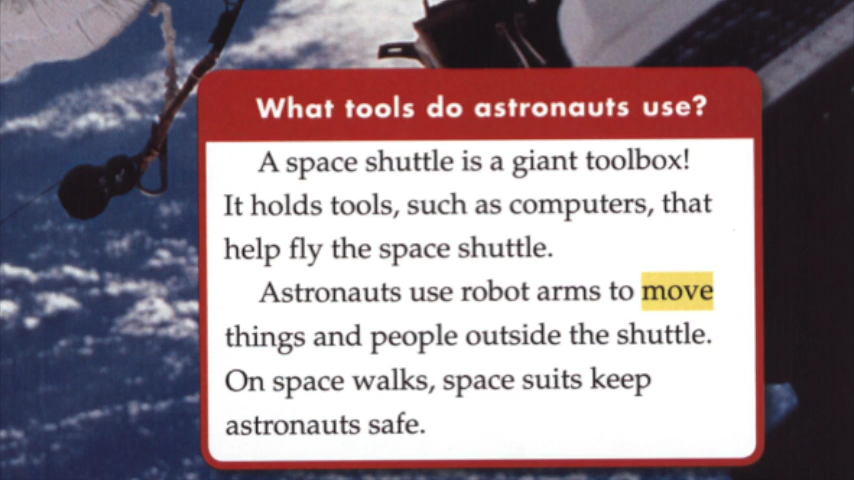 What tools do astronauts use?
A space shuttle is a giant toolbox!
It holds tools, such as computers, that
help fly the space shuttle.
Astronauts use robot arms to move
things and people outside the shuttle.
On space walks, space suits keep
astronauts safe.